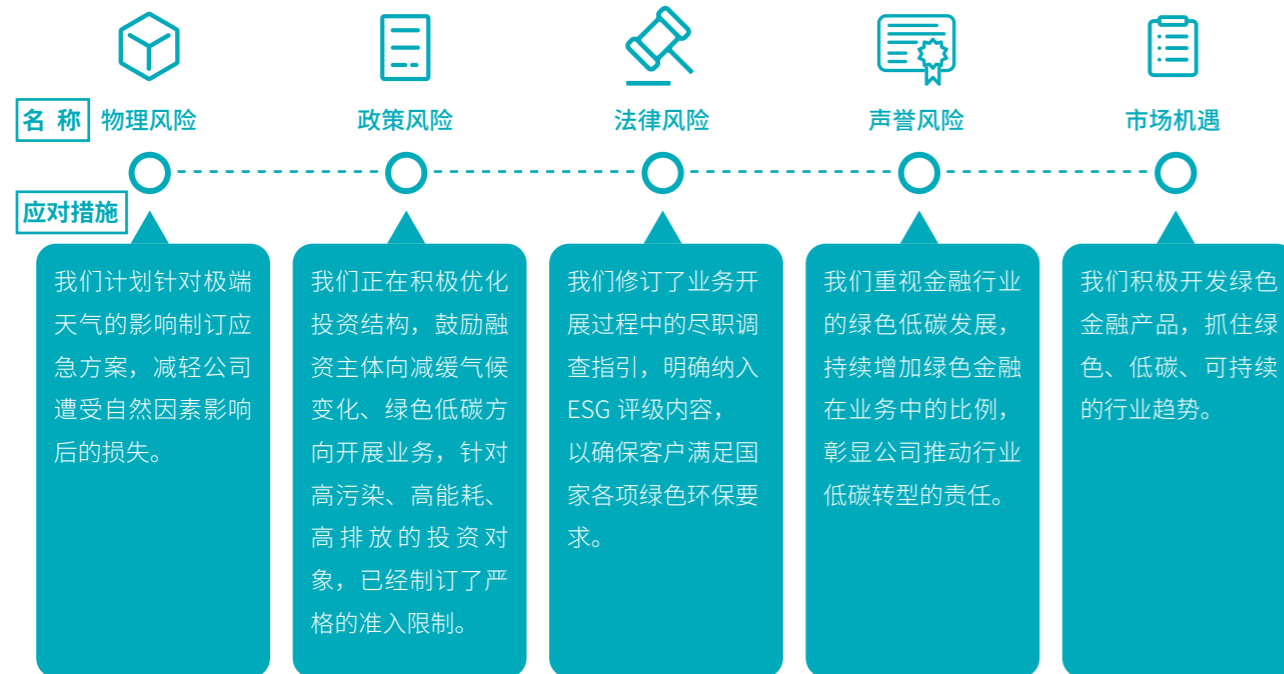 名 称
物理风险
政策风险
法律风险
声誉风险
市场机遇
应对措施
我们计划针对极端
天气的影响制订应
急方案，减轻公司
遭受自然因素影响
后的损失。
我们正在积极优化
投资结构，鼓励融
资主体向减缓气候
变化、绿色低碳方
向开展业务，针对
高污染、高能耗、
高排放的投资对
象，已经制订了严
格的准入限制。
我们修订了业务开
展过程中的尽职调
查指引，明确纳入
ESG 评级内容，
以确保客户满足国
家各项绿色环保要
求。
我们重视金融行业
的绿色低碳发展，
持续增加绿色金融
在业务中的比例，
彰显公司推动行业
低碳转型的责任。
我们积极开发绿色
金融产品，抓住绿
色、低碳、可持续
的行业趋势。